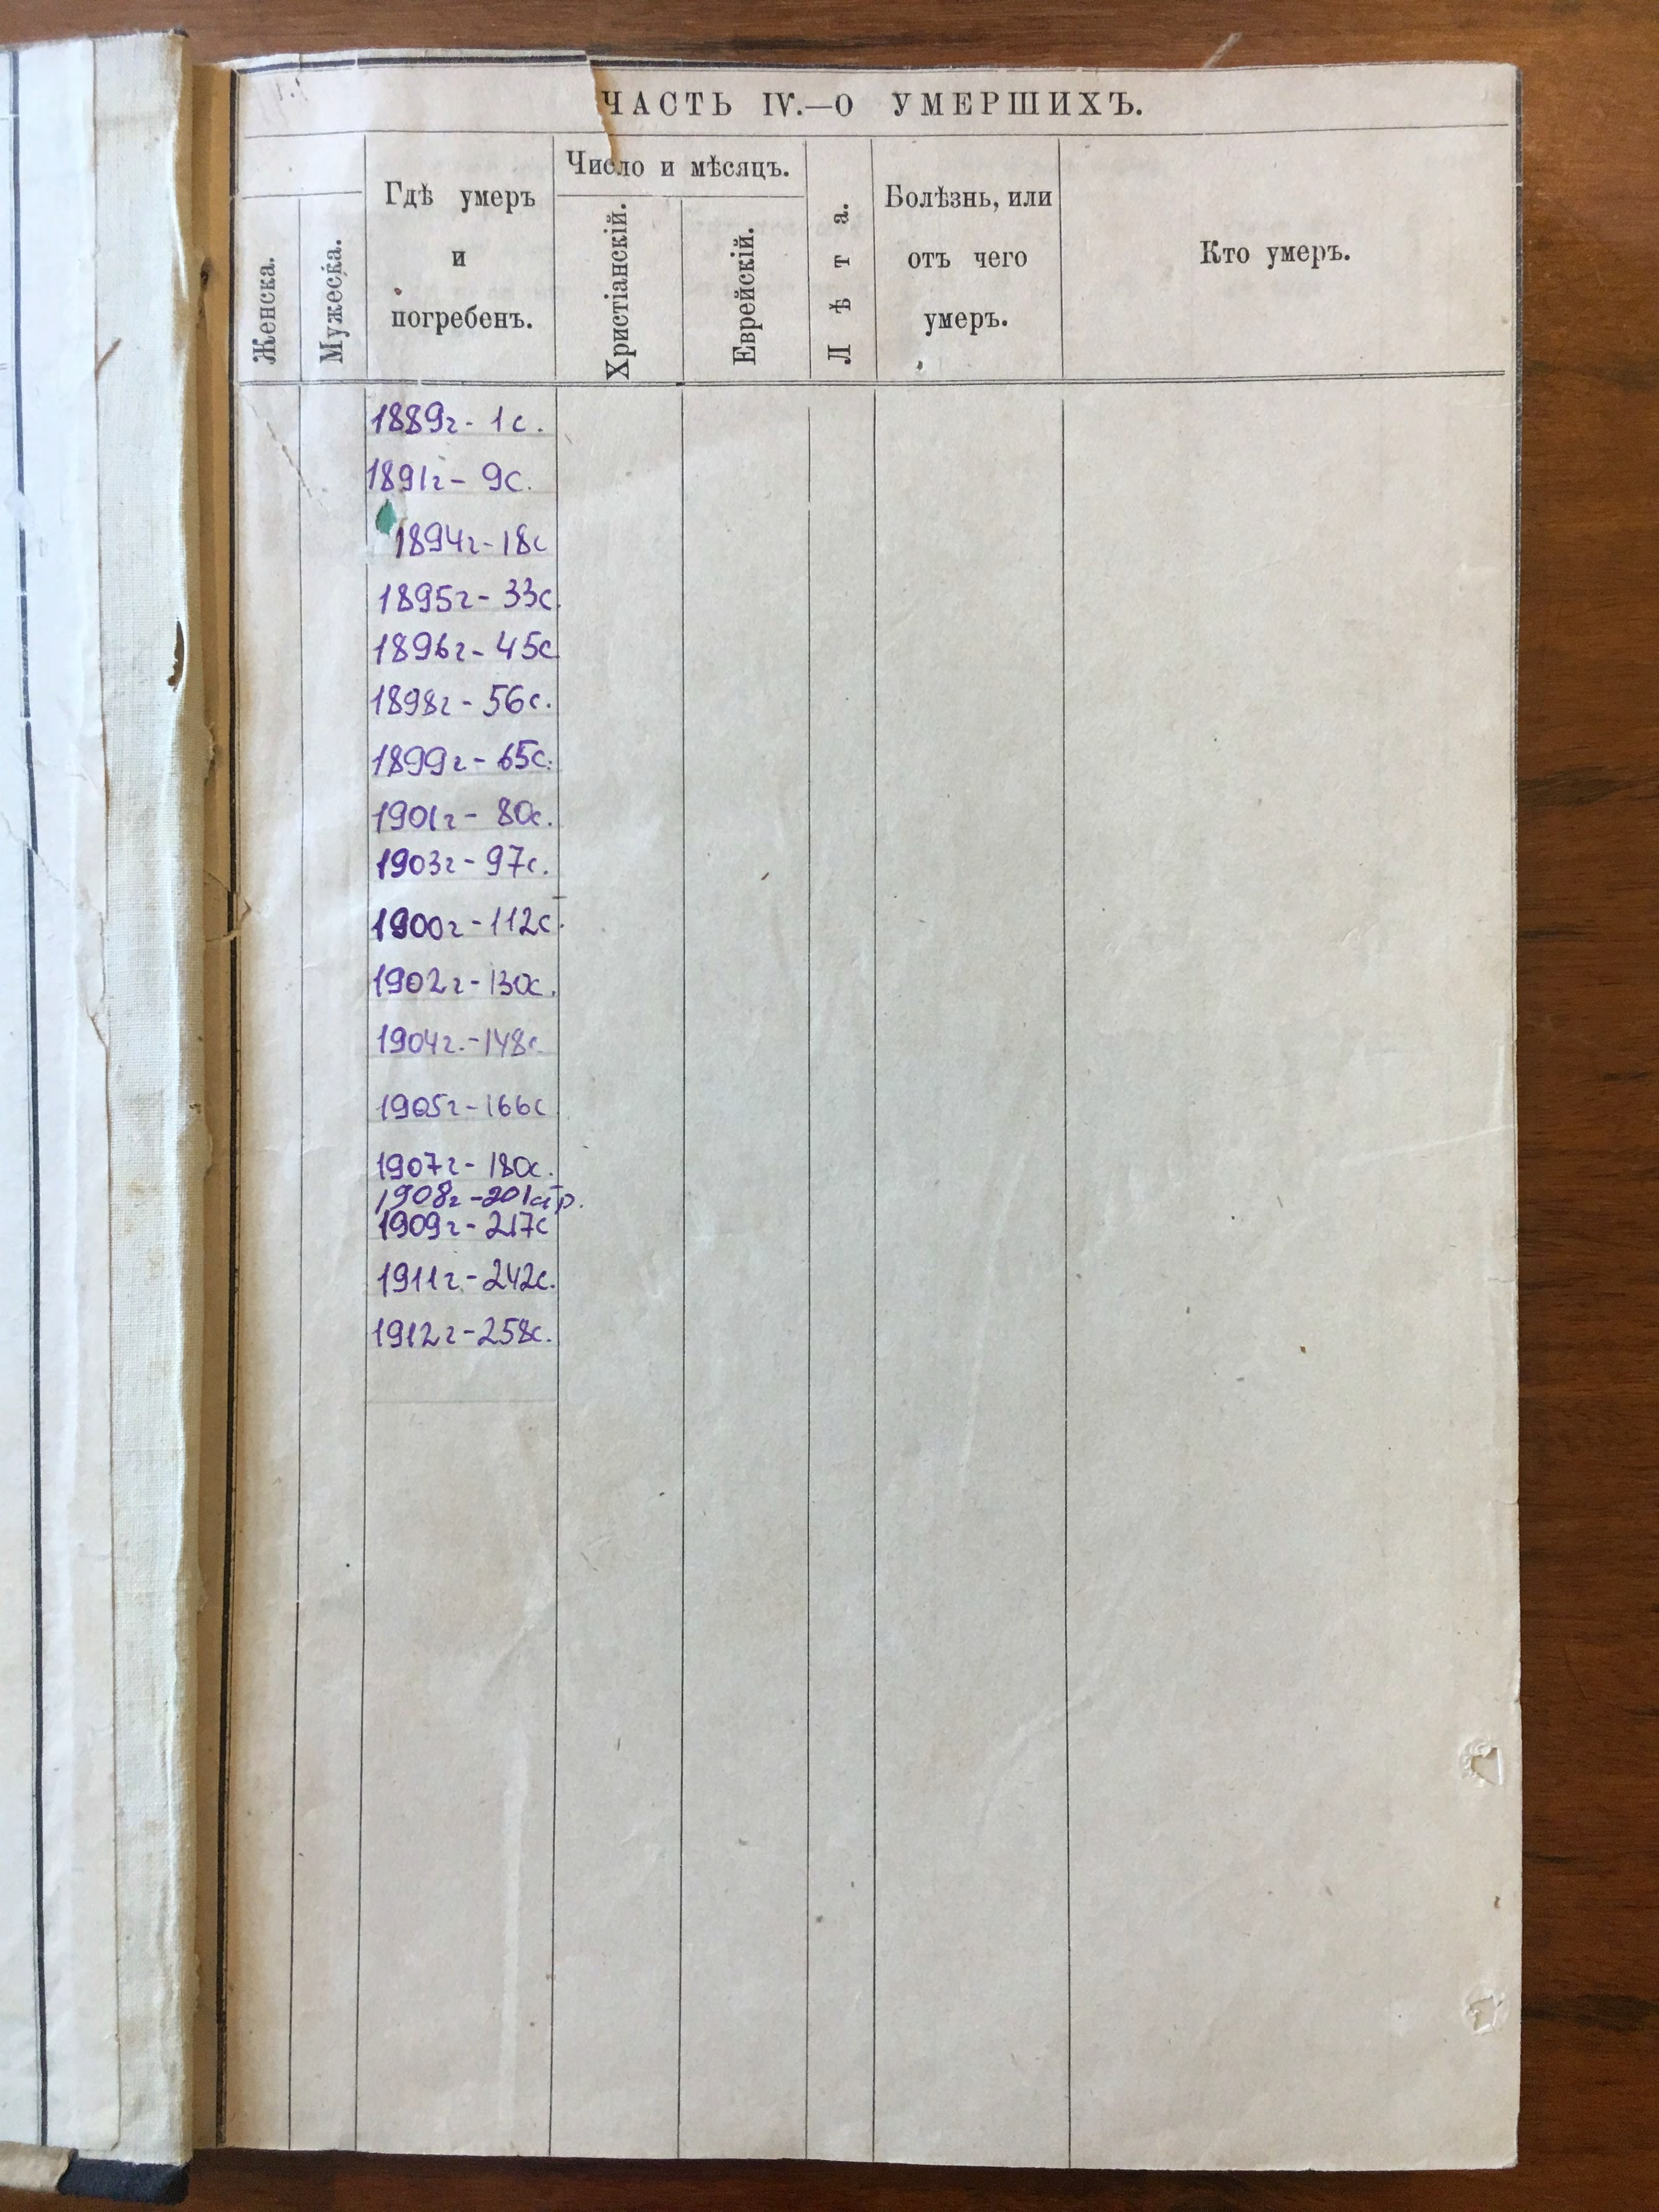 ЧАСТЬ IV.—О УМЕРШИХЪ.
Женска.
Мужеска.
Гдѣ умеръ
и
погребенъ.
Число и мѣсяцъ.
Христіанскій.
Еврейскій.
Лѣта.
Болѣзнь, или
отъ чего
умеръ.
Кто умеръ.
1889г - 1с.
1891г - 9с.
1894г - 18с
1895г - 33с.
1896г - 45с
1898г - 56с.
1899г - 65с.
1901г - 80с.
1903г - 97с.
1900г - 112с.
1902г - 130с.
1904г. - 148с.
1905г - 166с
1907г - 180с.
1908г - 201стр.
1909г - 217с
1911г - 242с.
1912г - 258с.